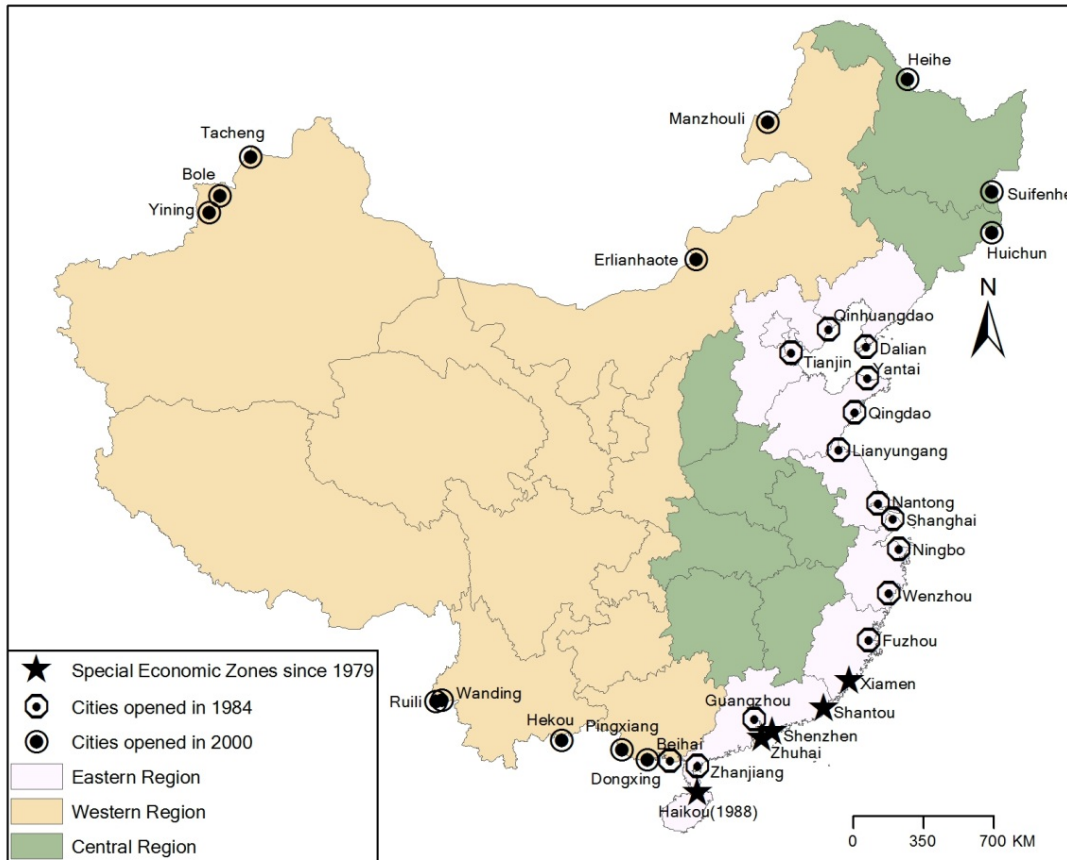 Heihe
Manzhouli
Tacheng
Bole
Suifenhe
Yining
Huichun
Erlianhaote
N
Qinhuangdao
Dalian
Tianjin
Yantai
Qingdao
Lianyungang
Nantong
Shanghai
Ningbo
Wenzhou
Fuzhou
Xiamen
Ruili
Wanding
Guangzhou
Shantou
Hekou
Pingxiang
Shenzhen
Beihai
Zhuhai
Dongxing
Zhanjiang
Haikou(1988)
Special Economic Zones since 1979
Cities opened in 1984
Cities opened in 2000
Eastern Region
Western Region
Central Region
0 350 700 KM